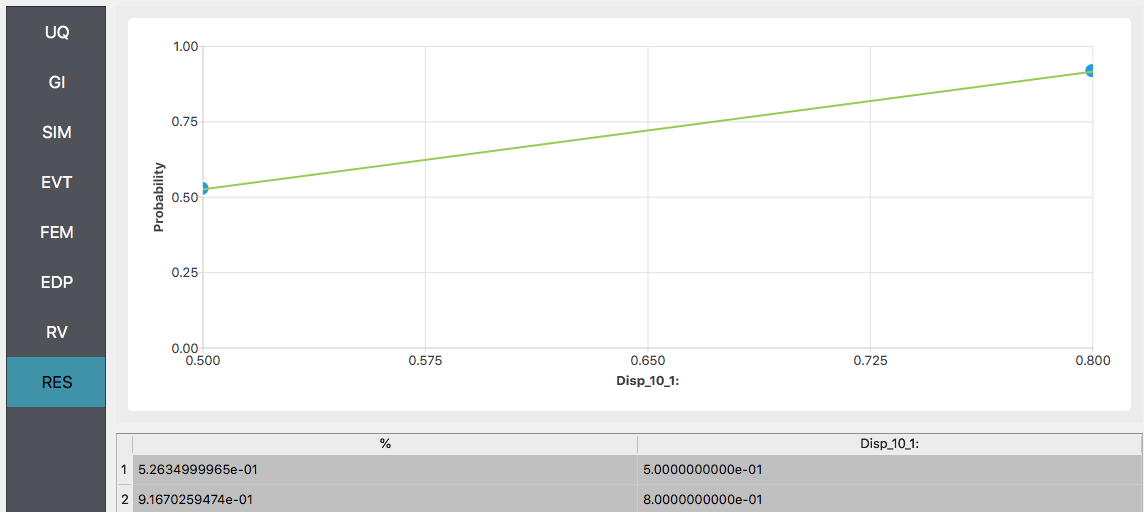 UQ
GI
SIM
EVT
FEM
EDP
RV
RES
1.00
0.75
0.50
0.25
0.00
Probability
0.500 0.575 0.650 0.725 0.800
Disp_10_1:
% Disp_10_1:
1 5.2634999965e-01 5.0000000000e-01
2 9.1670259474e-01 8.0000000000e-01